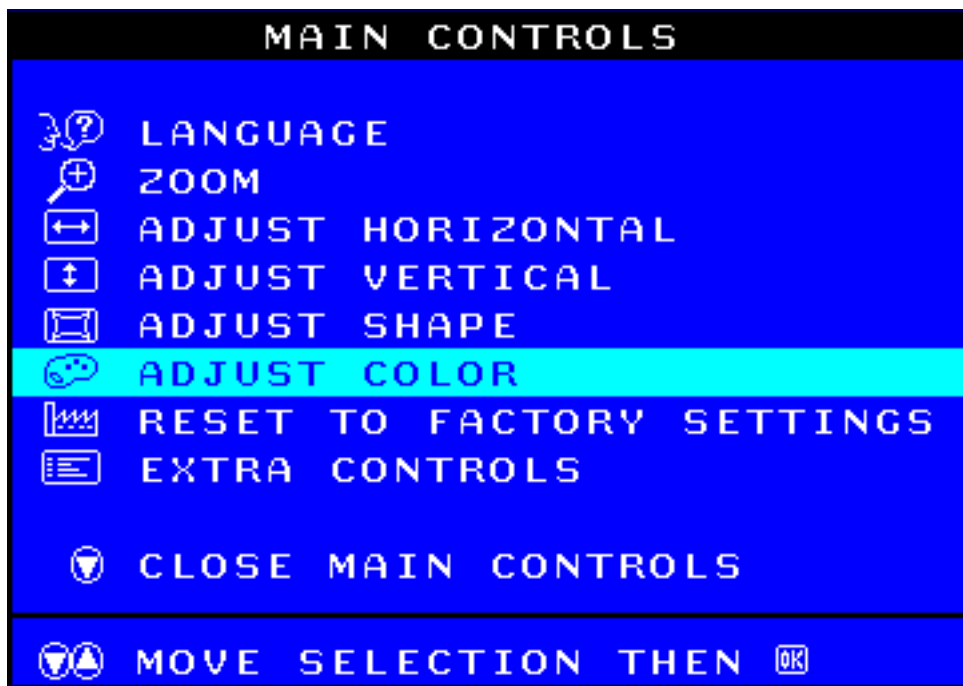 MAIN CONTROLS
LANGUAGE
ZOOM
ADJUST HORIZONTAL
ADJUST VERTICAL
ADJUST SHAPE
ADJUST COLOR
RESET TO FACTORY SETTINGS
EXTRA CONTROLS
CLOSE MAIN CONTROLS
MOVE SELECTION THEN OK